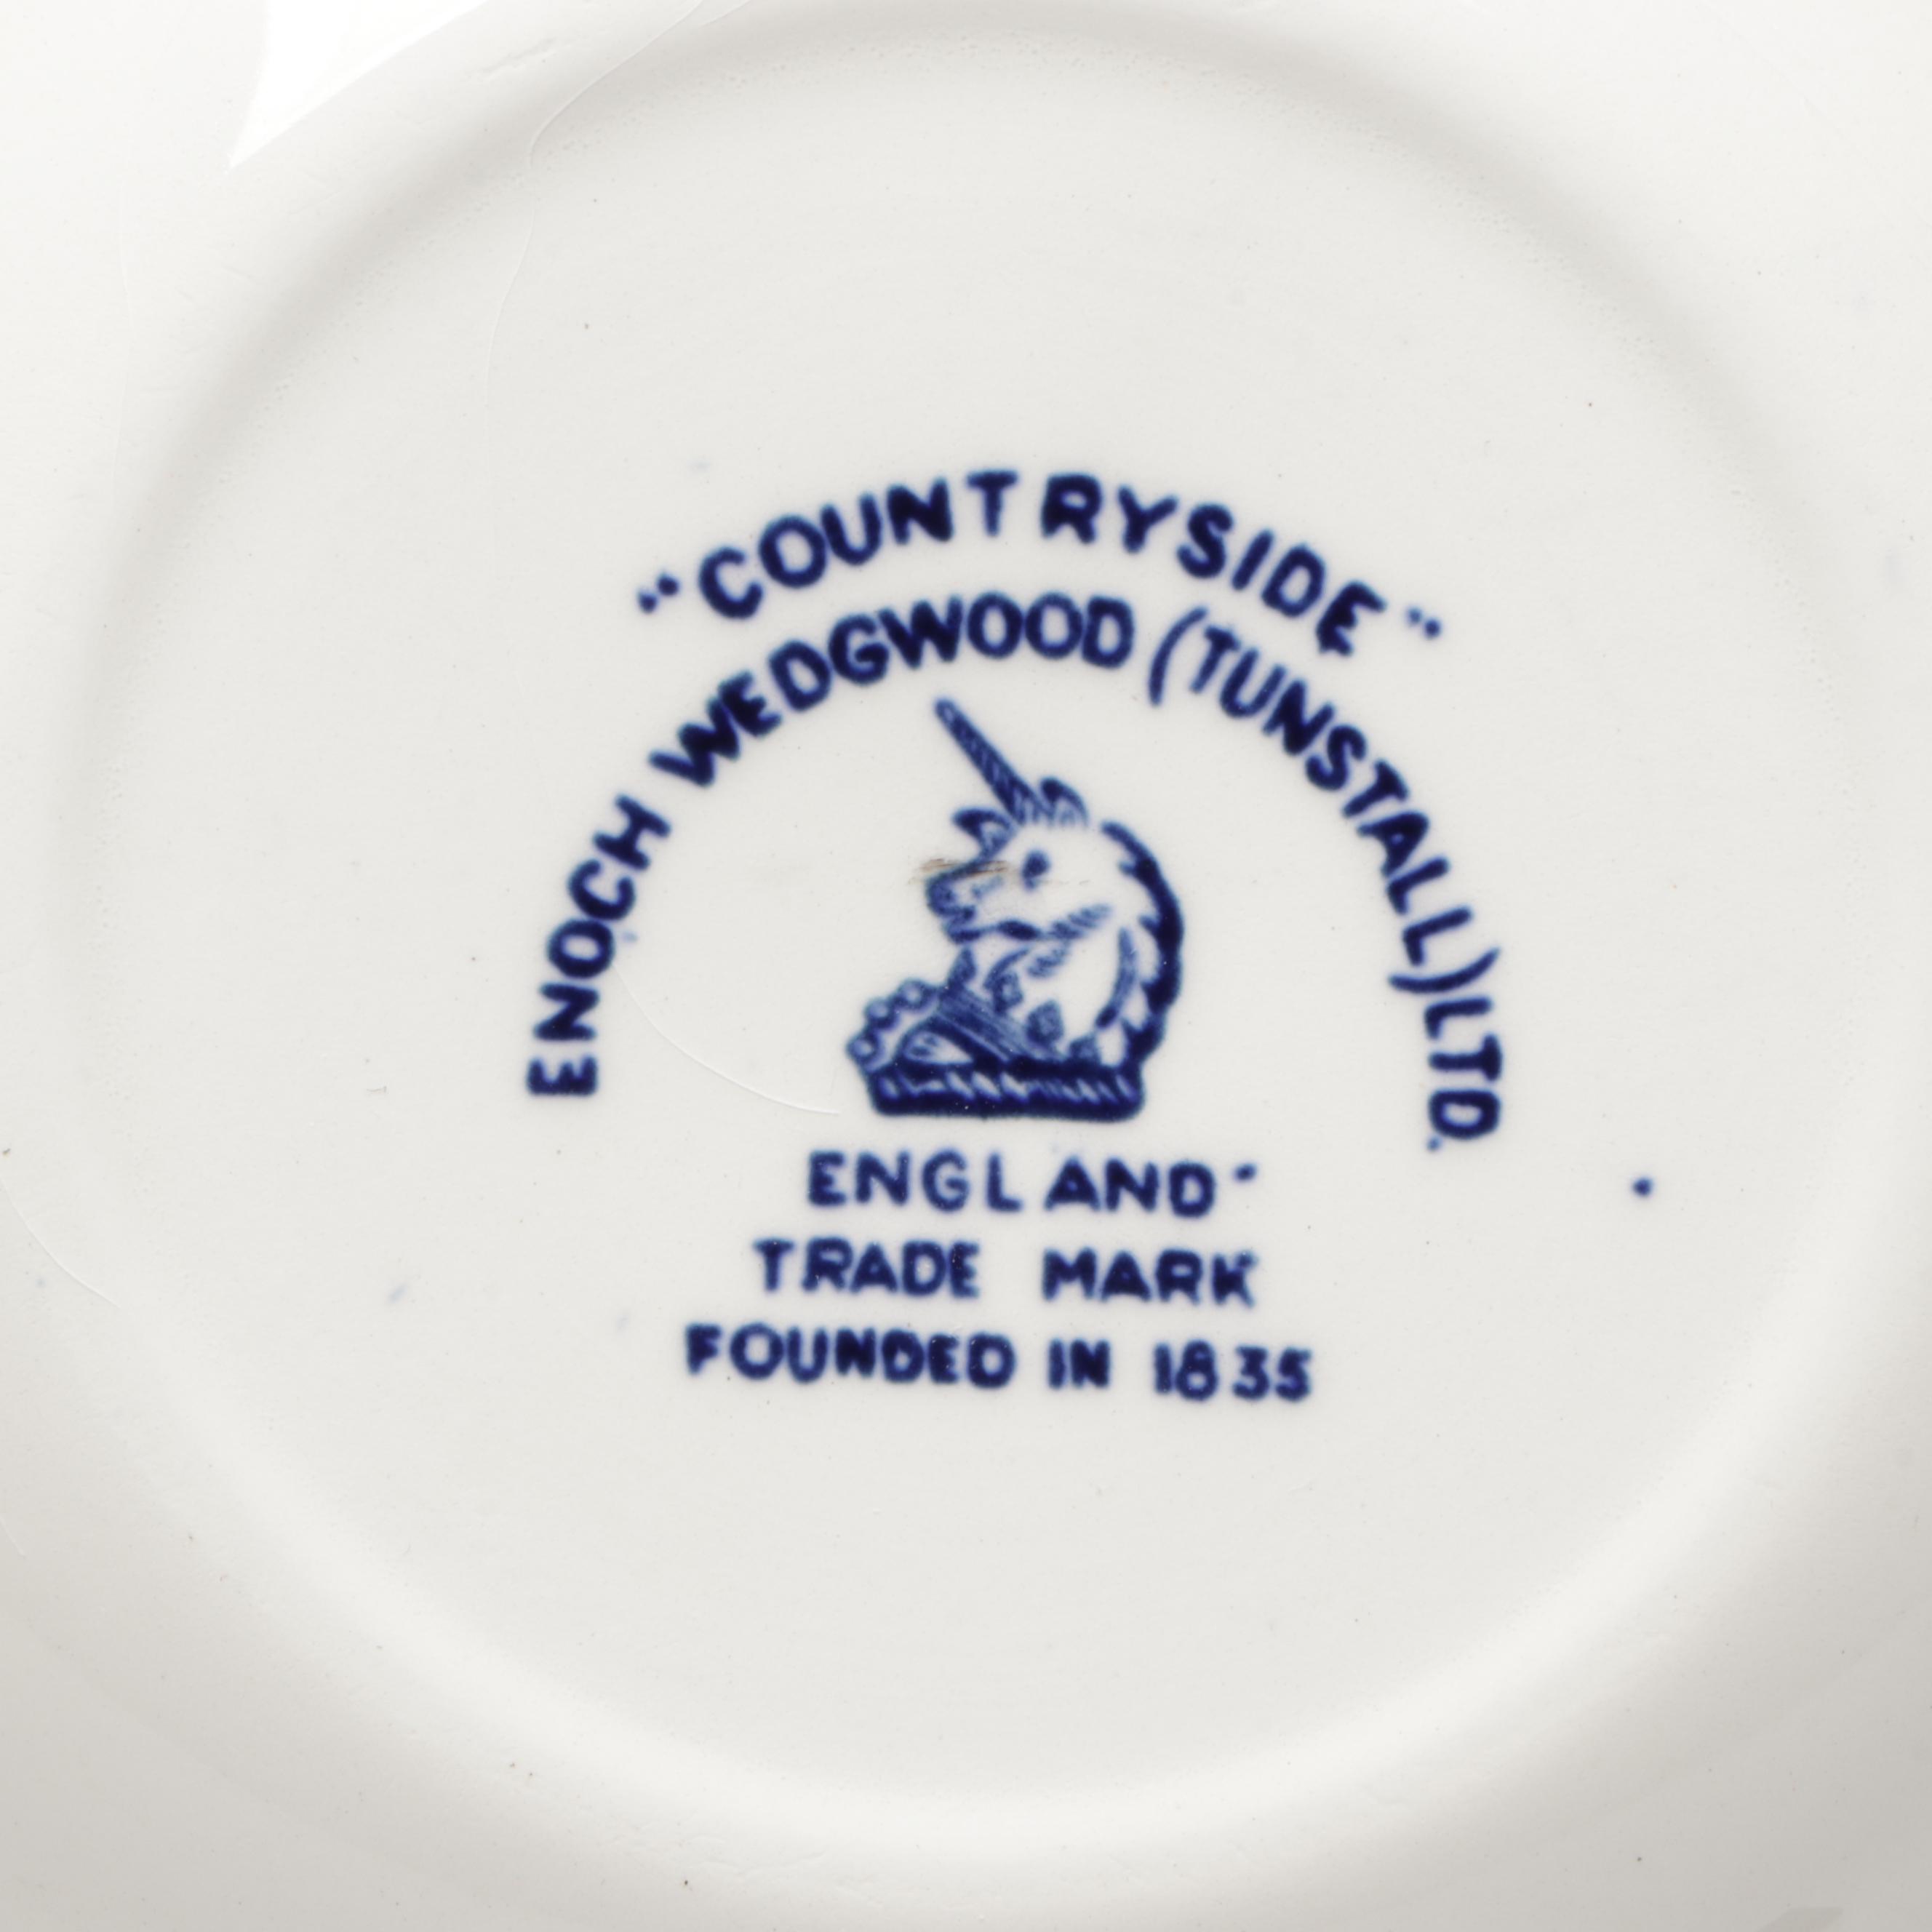 "COUNTRYSIDE"
ENOCH WEDGWOOD (TUNSTALL) LTD.
ENGLAND
TRADE MARK
FOUNDED IN 1835